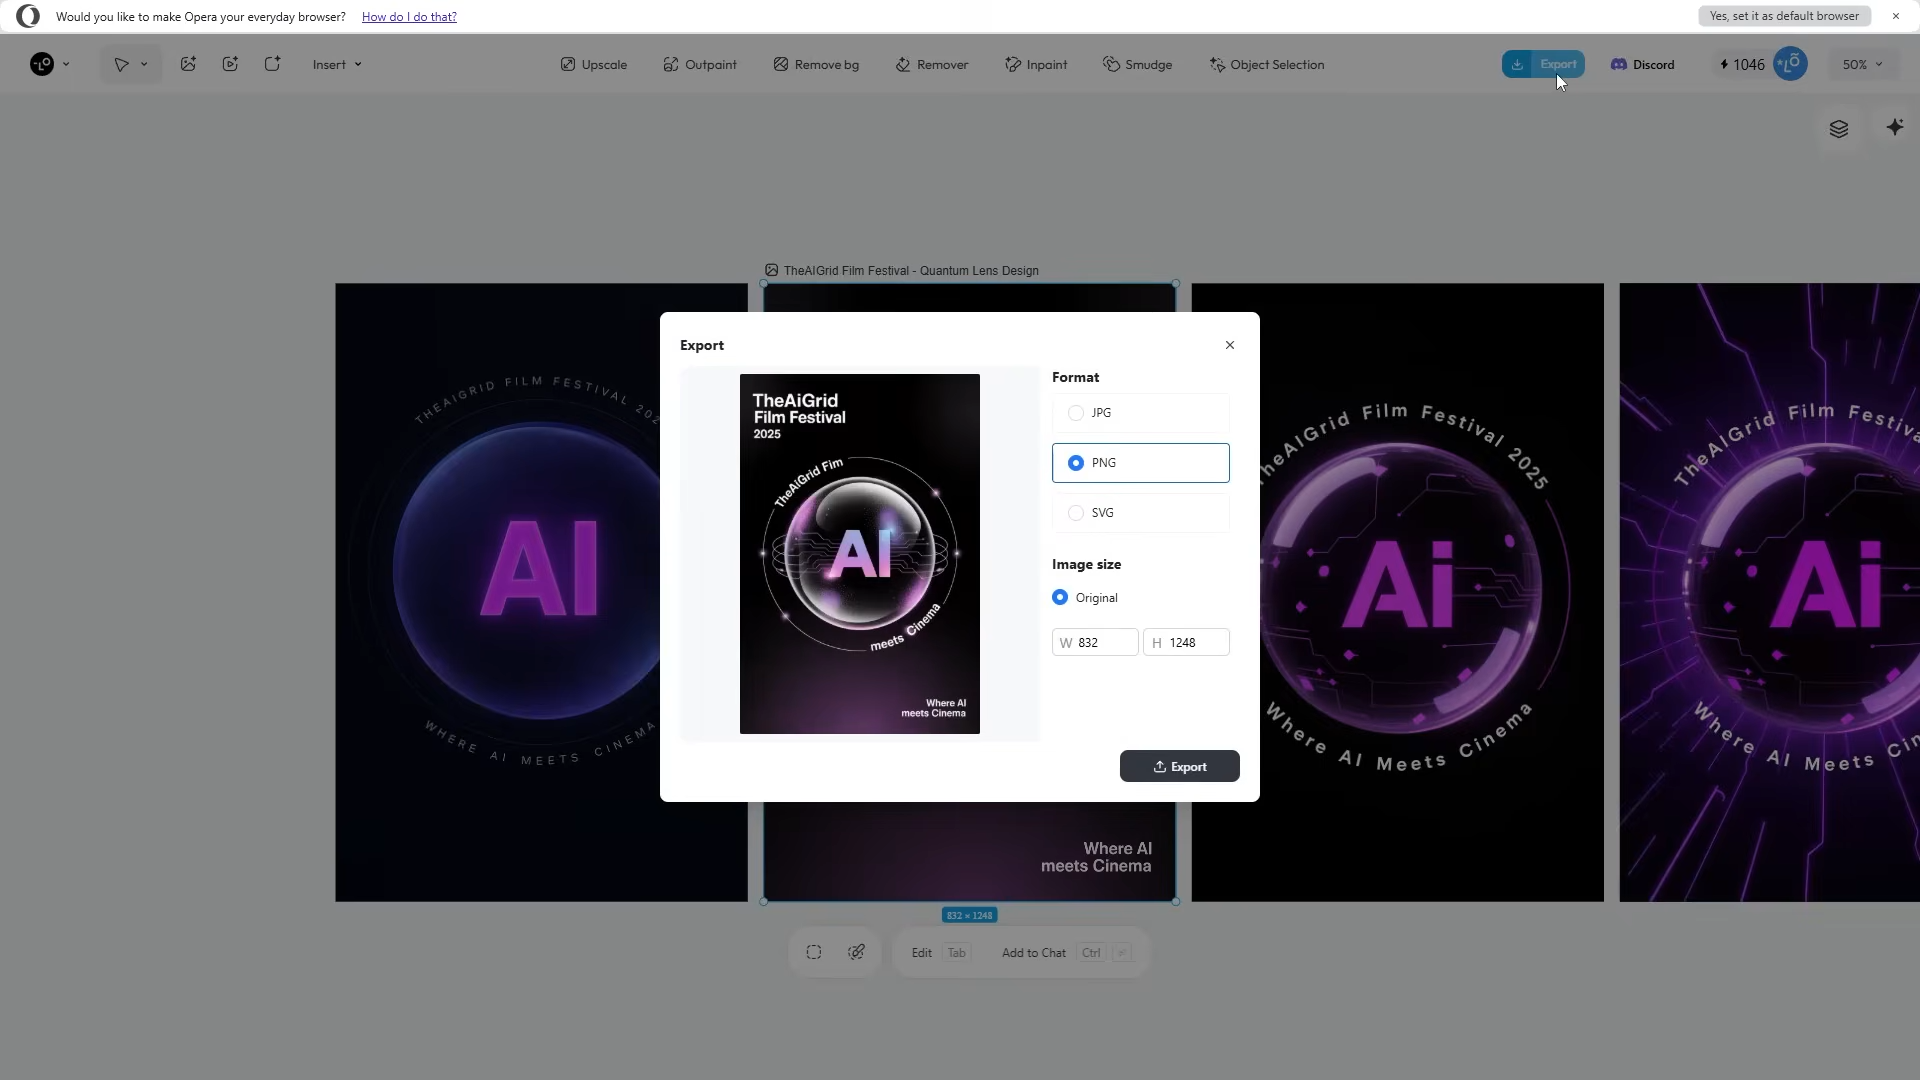 Would you like to make Opera your everyday browser? How do I do that? Yes, set it as default browser
Insert Upscale Outpaint Remove bg Remover Inpaint Smudge Object Selection Export Discord 1046 50%
TheAIGrid Film Festival - Quantum Lens Design
THEAIGRID FILM FESTIVAL 202
AI
WHERE AI MEETS CINEMA
Export
TheAiGrid
Film Festival
2025
TheAiGrid Fim
AI
meets Cinema
Where AI
meets Cinema
Format
JPG
PNG
SVG
Image size
Original
W 832 H 1248
Export
Where AI
meets Cinema
heAIGrid Film Festival 2025
Ai
Where AI Meets Cinema
TheAIGrid Film Festiva
Ai
Where AI Meets Cin
832 × 1248
Edit Tab Add to Chat Ctrl